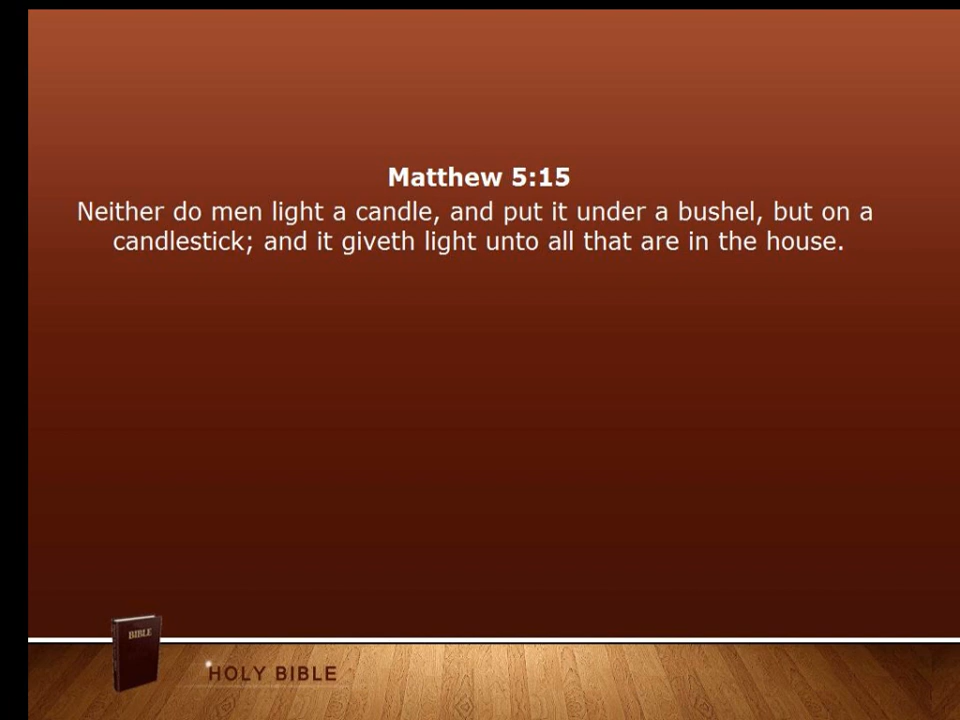 Matthew 5:15
Neither do men light a candle, and put it under a bushel, but on a
candlestick; and it giveth light unto all that are in the house.
BIBLE
HOLY BIBLE